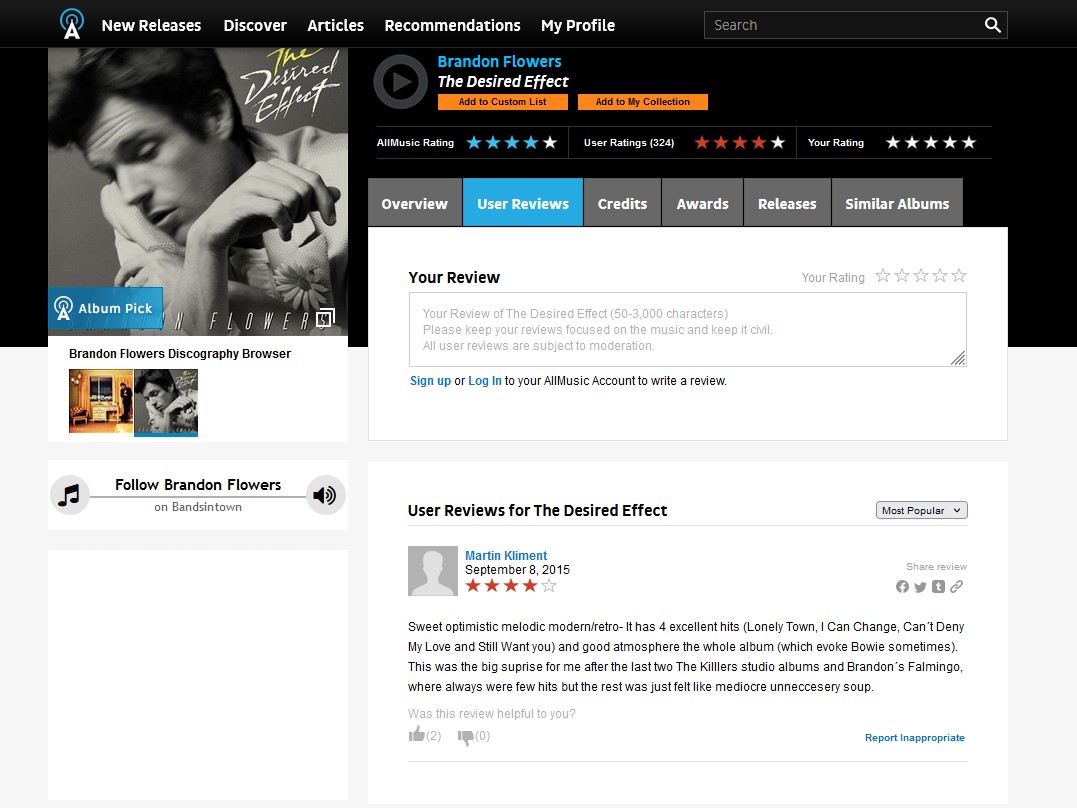 New Releases Discover Articles Recommendations My Profile Search
The Desired Effect
Album Pick
FLOWERS
Brandon Flowers
The Desired Effect
Add to Custom List Add to My Collection
AllMusic Rating User Ratings (324) Your Rating
Overview User Reviews Credits Awards Releases Similar Albums
Brandon Flowers Discography Browser
Follow Brandon Flowers
on Bandsintown
Your Review Your Rating
Your Review of The Desired Effect (50-3,000 characters)
Please keep your reviews focused on the music and keep it civil.
All user reviews are subject to moderation.
Sign up or Log In to your AllMusic Account to write a review.
User Reviews for The Desired Effect Most Popular
Martin Kliment
September 8, 2015
Share review
Sweet optimistic melodic modern/retro- It has 4 excellent hits (Lonely Town, I Can Change, Can´t Deny
My Love and Still Want you) and good atmosphere the whole album (which evoke Bowie sometimes).
This was the big suprise for me after the last two The Killlers studio albums and Brandon´s Falmingo,
where always were few hits but the rest was just felt like mediocre unneccesery soup.
Was this review helpful to you?
(2) (0) Report Inappropriate